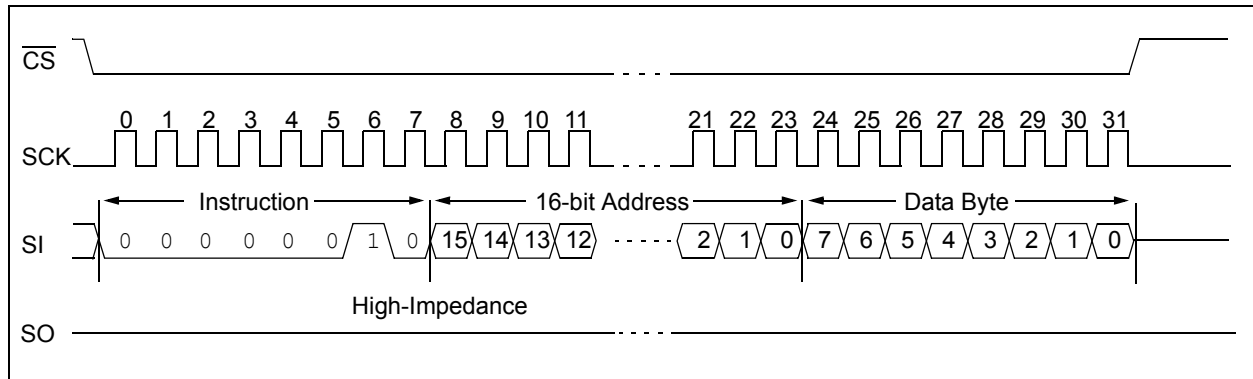 CS
0 1 2 3 4 5 6 7 8 9 10 11 21 22 23 24 25 26 27 28 29 30 31
SCK
Instruction 16-bit Address Data Byte
SI 0 0 0 0 0 0 1 0 15 14 13 12 2 1 0 7 6 5 4 3 2 1 0
High-Impedance
SO